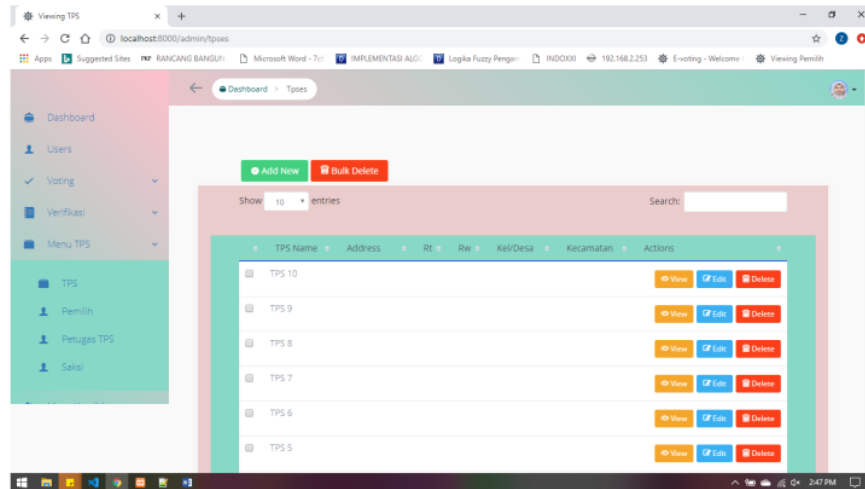 Viewing TPS
localhost:8000/admin/tpses
Apps Suggested Sites RANCANG BANGUN Microsoft Word - 7c IMPLEMENTASI ALGO Logika Fuzzy Pengam INDOXXI 192.168.2.253 E-voting - Welcome Viewing Pemilih
Dashboard > Tpses
Dashboard
Users
Voting
Verifikasi
Menu TPS
TPS
Pemilih
Petugas TPS
Saksi
Add New Bulk Delete
Show 10 entries Search:
TPS Name Address Rt Rw Kel/Desa Kecamatan Actions
TPS 10 View Edit Delete
TPS 9 View Edit Delete
TPS 8 View Edit Delete
TPS 7 View Edit Delete
TPS 6 View Edit Delete
TPS 5 View Edit Delete
2:47 PM